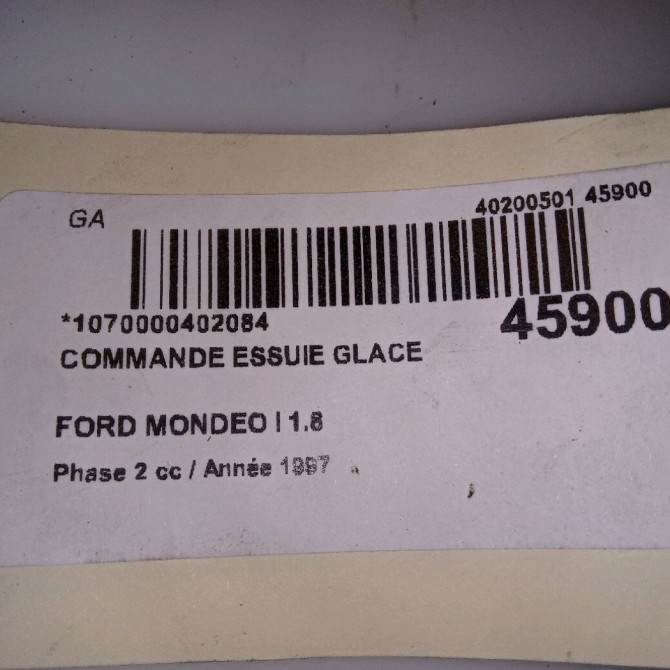 GA
40200501 45900
*1070000402084
45900
COMMANDE ESSUIE GLACE
FORD MONDEO I 1.8
Phase 2 cc / Année 1997